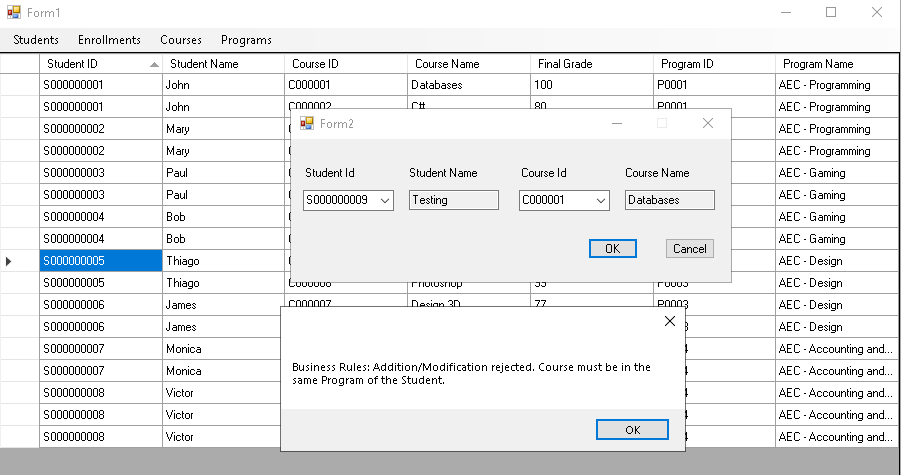 Form1
Students Enrollments Courses Programs
Student ID Student Name Course ID Course Name Final Grade Program ID Program Name
S000000001 John C000001 Databases 100 P0001 AEC - Programming
S000000001 John C000002 C# 80 P0001 AEC - Programming
S000000002 Mary AEC - Programming
S000000002 Mary AEC - Programming
S000000003 Paul AEC - Gaming
S000000003 Paul AEC - Gaming
S000000004 Bob AEC - Gaming
S000000004 Bob AEC - Gaming
S000000005 Thiago AEC - Design
S000000005 Thiago C000006 Photoshop P0003 AEC - Design
S000000006 James C000007 Design 3D 77 P0003 AEC - Design
S000000006 James AEC - Design
S000000007 Monica AEC - Accounting and...
S000000007 Monica AEC - Accounting and...
S000000008 Victor AEC - Accounting and...
S000000008 Victor AEC - Accounting and...
S000000008 Victor AEC - Accounting and...
Form2
Student Id Student Name Course Id Course Name
S000000009 Testing C000001 Databases
OK Cancel
Business Rules: Addition/Modification rejected. Course must be in the
same Program of the Student.
OK